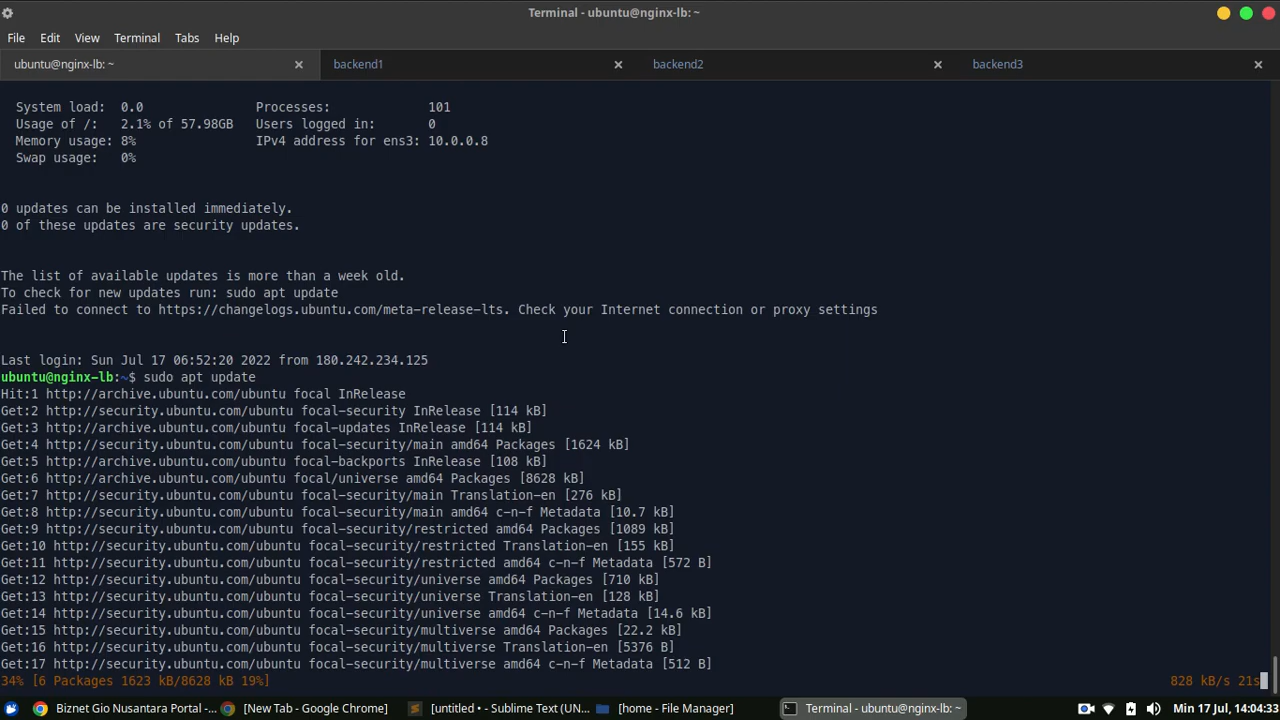 Terminal - ubuntu@nginx-lb: ~
File Edit View Terminal Tabs Help
ubuntu@nginx-lb: ~ × backend1 × backend2 × backend3 ×
System load: 0.0 Processes: 101
Usage of /: 2.1% of 57.98GB Users logged in: 0
Memory usage: 8% IPv4 address for ens3: 10.0.0.8
Swap usage: 0%
0 updates can be installed immediately.
0 of these updates are security updates.
The list of available updates is more than a week old.
To check for new updates run: sudo apt update
Failed to connect to https://changelogs.ubuntu.com/meta-release-lts. Check your Internet connection or proxy settings
Last login: Sun Jul 17 06:52:20 2022 from 180.242.234.125
ubuntu@nginx-lb:~$ sudo apt update
Hit:1 http://archive.ubuntu.com/ubuntu focal InRelease
Get:2 http://security.ubuntu.com/ubuntu focal-security InRelease [114 kB]
Get:3 http://archive.ubuntu.com/ubuntu focal-updates InRelease [114 kB]
Get:4 http://security.ubuntu.com/ubuntu focal-security/main amd64 Packages [1624 kB]
Get:5 http://archive.ubuntu.com/ubuntu focal-backports InRelease [108 kB]
Get:6 http://archive.ubuntu.com/ubuntu focal/universe amd64 Packages [8628 kB]
Get:7 http://security.ubuntu.com/ubuntu focal-security/main Translation-en [276 kB]
Get:8 http://security.ubuntu.com/ubuntu focal-security/main amd64 c-n-f Metadata [10.7 kB]
Get:9 http://security.ubuntu.com/ubuntu focal-security/restricted amd64 Packages [1089 kB]
Get:10 http://security.ubuntu.com/ubuntu focal-security/restricted Translation-en [155 kB]
Get:11 http://security.ubuntu.com/ubuntu focal-security/restricted amd64 c-n-f Metadata [572 B]
Get:12 http://security.ubuntu.com/ubuntu focal-security/universe amd64 Packages [710 kB]
Get:13 http://security.ubuntu.com/ubuntu focal-security/universe Translation-en [128 kB]
Get:14 http://security.ubuntu.com/ubuntu focal-security/universe amd64 c-n-f Metadata [14.6 kB]
Get:15 http://security.ubuntu.com/ubuntu focal-security/multiverse amd64 Packages [22.2 kB]
Get:16 http://security.ubuntu.com/ubuntu focal-security/multiverse Translation-en [5376 B]
Get:17 http://security.ubuntu.com/ubuntu focal-security/multiverse amd64 c-n-f Metadata [512 B]
34% [6 Packages 1623 kB/8628 kB 19%] 828 kB/s 21s
Biznet Gio Nusantara Portal -... [New Tab - Google Chrome] [untitled • - Sublime Text (UN... [home - File Manager] Terminal - ubuntu@nginx-lb: ~ Min 17 Jul, 14:04:33